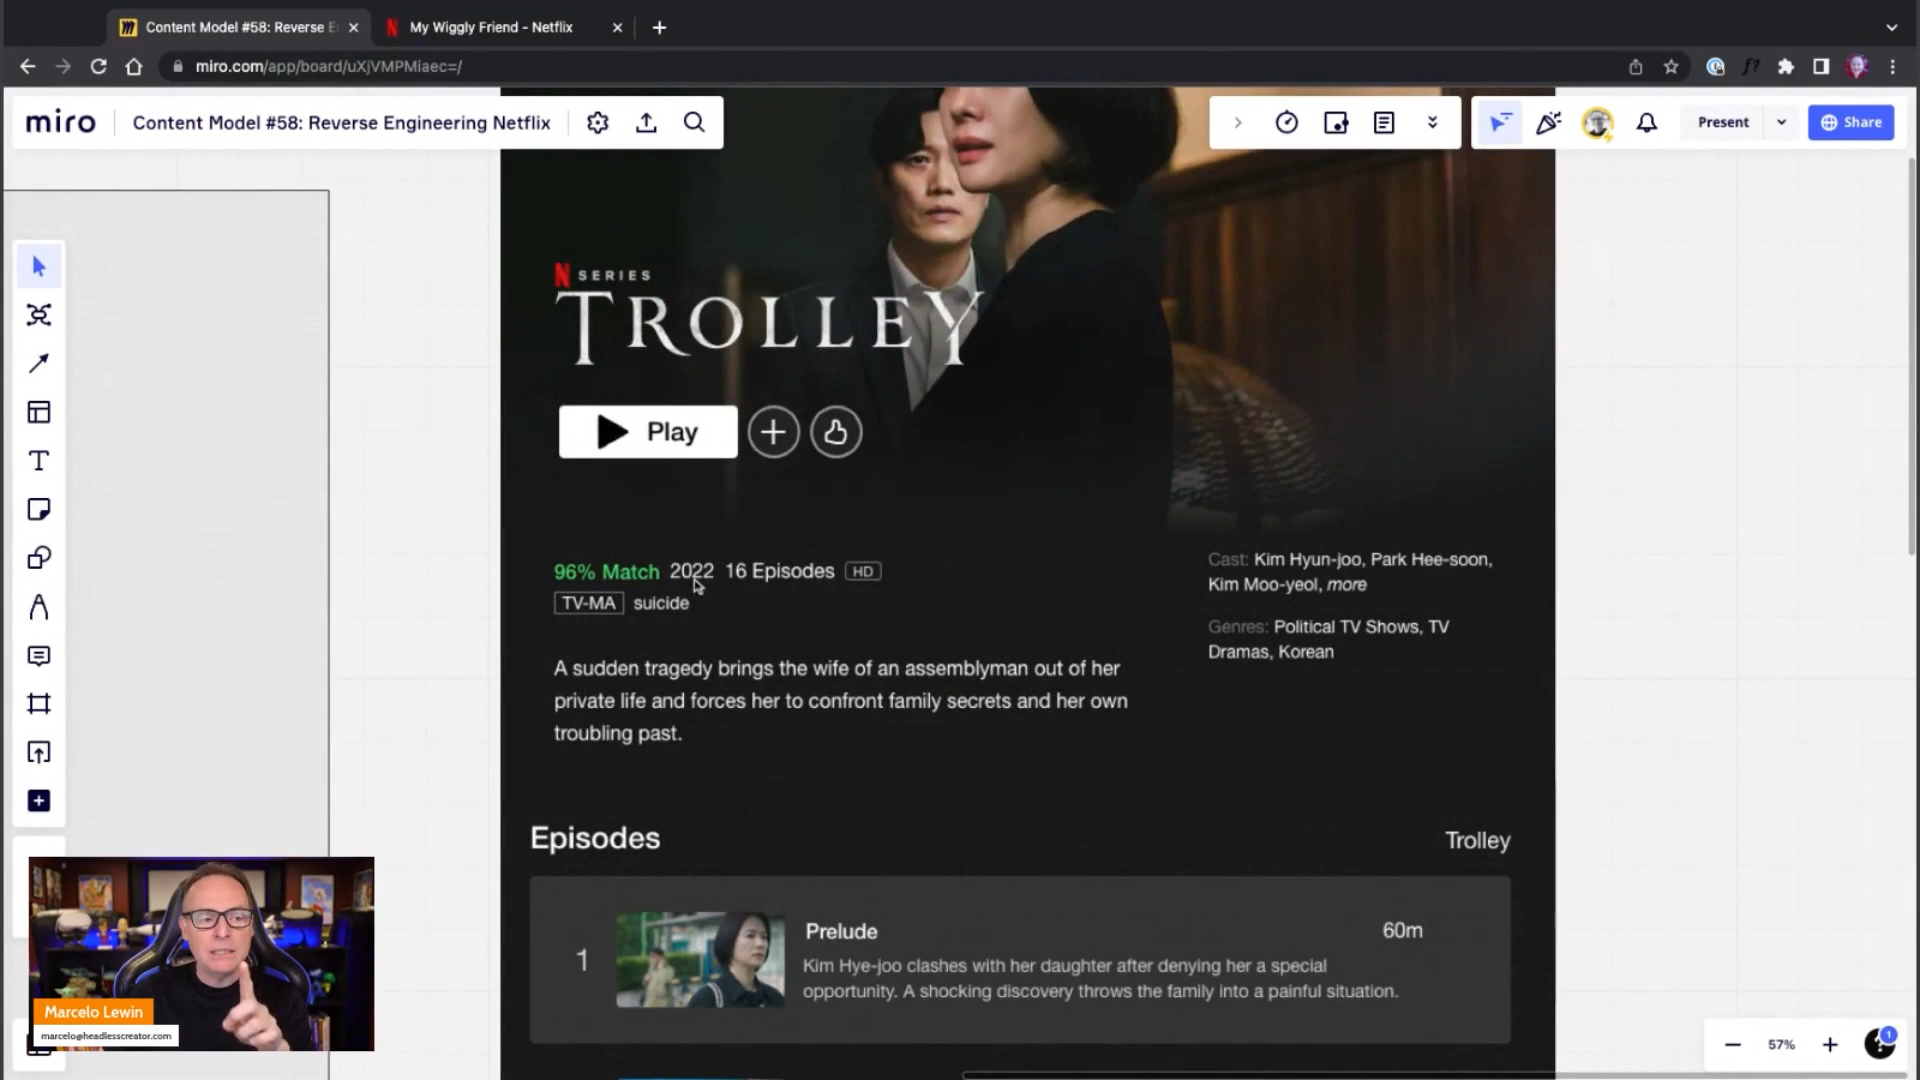 Content Model #58: Reverse E
My Wiggly Friend - Netflix
miro.com/app/board/uXjVMPMiaec=/
f?
miro
Content Model #58: Reverse Engineering Netflix
Present
Share
N SERIES
TROLLEY
Play
96% Match 2022 16 Episodes HD
TV-MA suicide
Cast: Kim Hyun-joo, Park Hee-soon,
Kim Moo-yeol, more
Genres: Political TV Shows, TV
Dramas, Korean
A sudden tragedy brings the wife of an assemblyman out of her
private life and forces her to confront family secrets and her own
troubling past.
Episodes
Trolley
1
Prelude
60m
Kim Hye-joo clashes with her daughter after denying her a special
opportunity. A shocking discovery throws the family into a painful situation.
Marcelo Lewin
marcelo@headlesscreator.com
57%
?
1